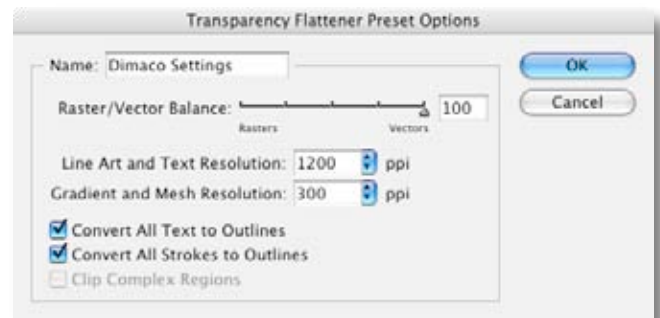 Transparency Flattener Preset Options
Name: Dimaco Settings
OK
Raster/Vector Balance: 100
Cancel
Rasters Vectors
Line Art and Text Resolution: 1200 ppi
Gradient and Mesh Resolution: 300 ppi
Convert All Text to Outlines
Convert All Strokes to Outlines
Clip Complex Regions